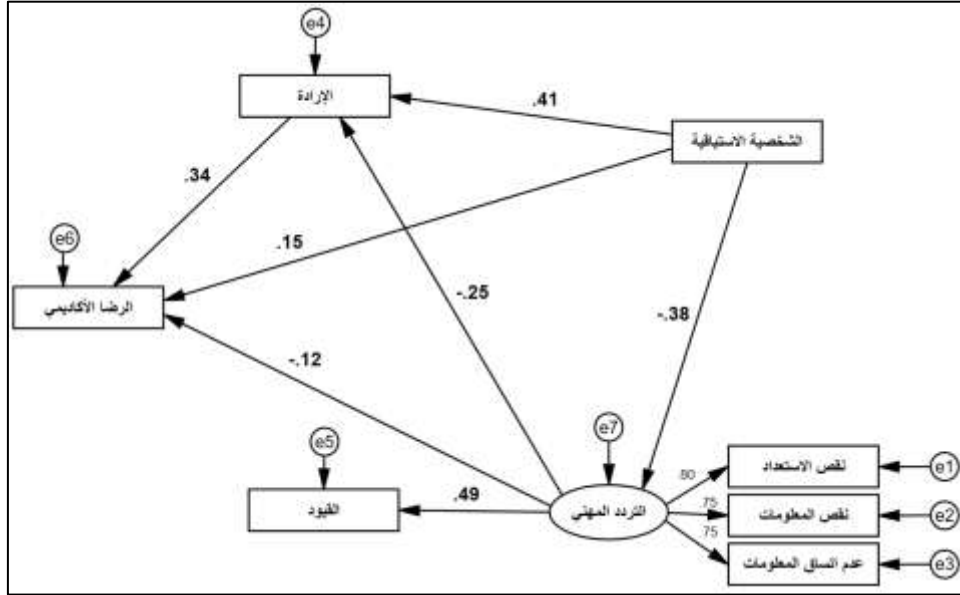 e4
الإرادة
.41
الشخصية الاستباقية
.34
e6
.15
الرضا الأكاديمي
-.25
-.38
-.12
e7
e5
نقص الاستعداد
e1
.80
.49
القيود
التردد المهني
.75
نقص المعلومات
e2
.75
عدم اتساق المعلومات
e3